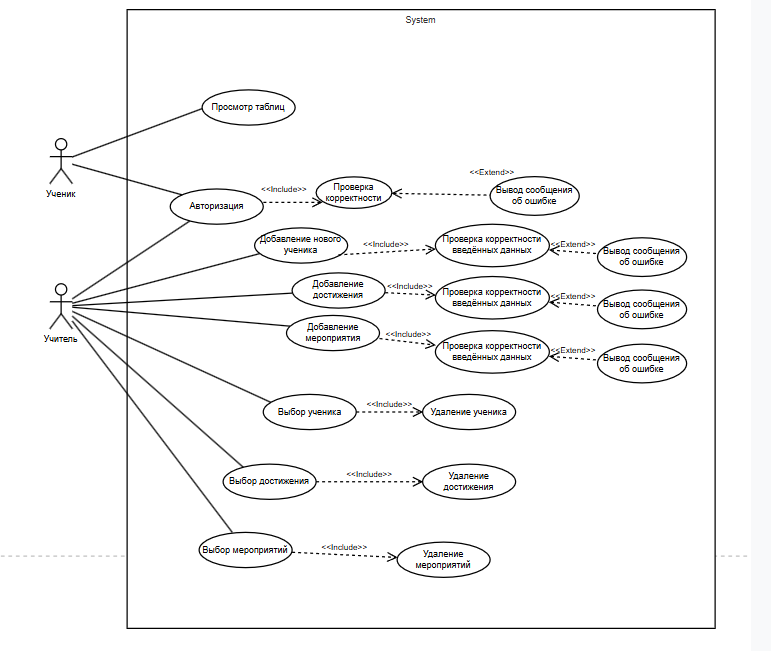 System
Просмотр таблиц
Ученик
Авторизация
<<Include>>
Проверка
корректности
<<Extend>>
Вывод сообщения
об ошибке
Добавление нового
ученика
<<Include>>
Проверка корректности
введённых данных
<<Extend>>
Вывод сообщения
об ошибке
Учитель
Добавление
достижения
<<Include>>
Проверка корректности
введённых данных
<<Extend>>
Вывод сообщения
об ошибке
Добавление
мероприятия
<<Include>>
Проверка корректности
введённых данных
<<Extend>>
Вывод сообщения
об ошибке
Выбор ученика
<<Include>>
Удаление ученика
Выбор достижения
<<Include>>
Удаление
достижения
Выбор мероприятий
<<Include>>
Удаление
мероприятий